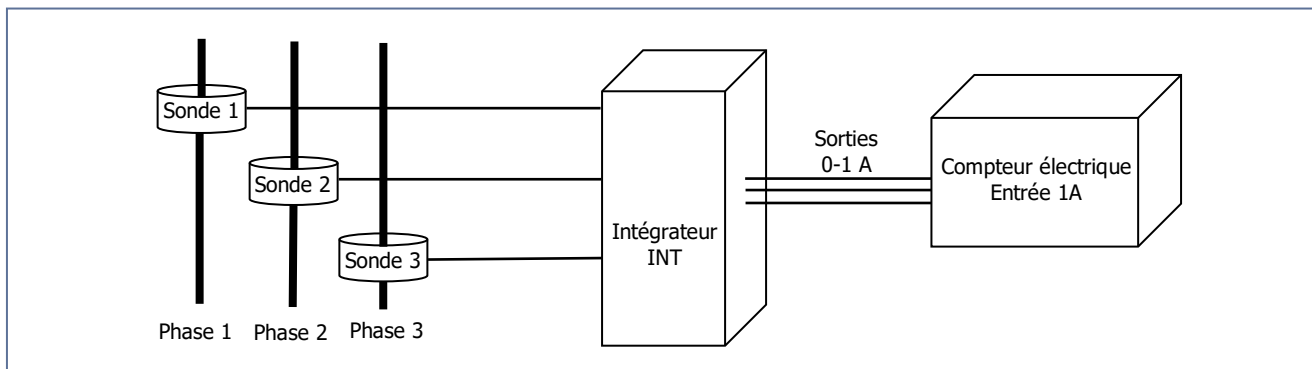 Sonde 1
Sonde 2
Sonde 3
Phase 1
Phase 2
Phase 3
Intégrateur
INT
Sorties
0-1 A
Compteur électrique
Entrée 1A